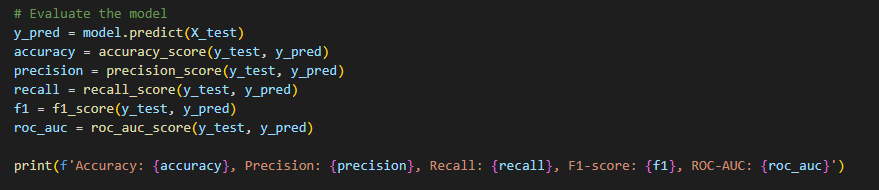 # Evaluate the model
y_pred = model.predict(X_test)
accuracy = accuracy_score(y_test, y_pred)
precision = precision_score(y_test, y_pred)
recall = recall_score(y_test, y_pred)
f1 = f1_score(y_test, y_pred)
roc_auc = roc_auc_score(y_test, y_pred)
print(f'Accuracy: {accuracy}, Precision: {precision}, Recall: {recall}, F1-score: {f1}, ROC-AUC: {roc_auc}')